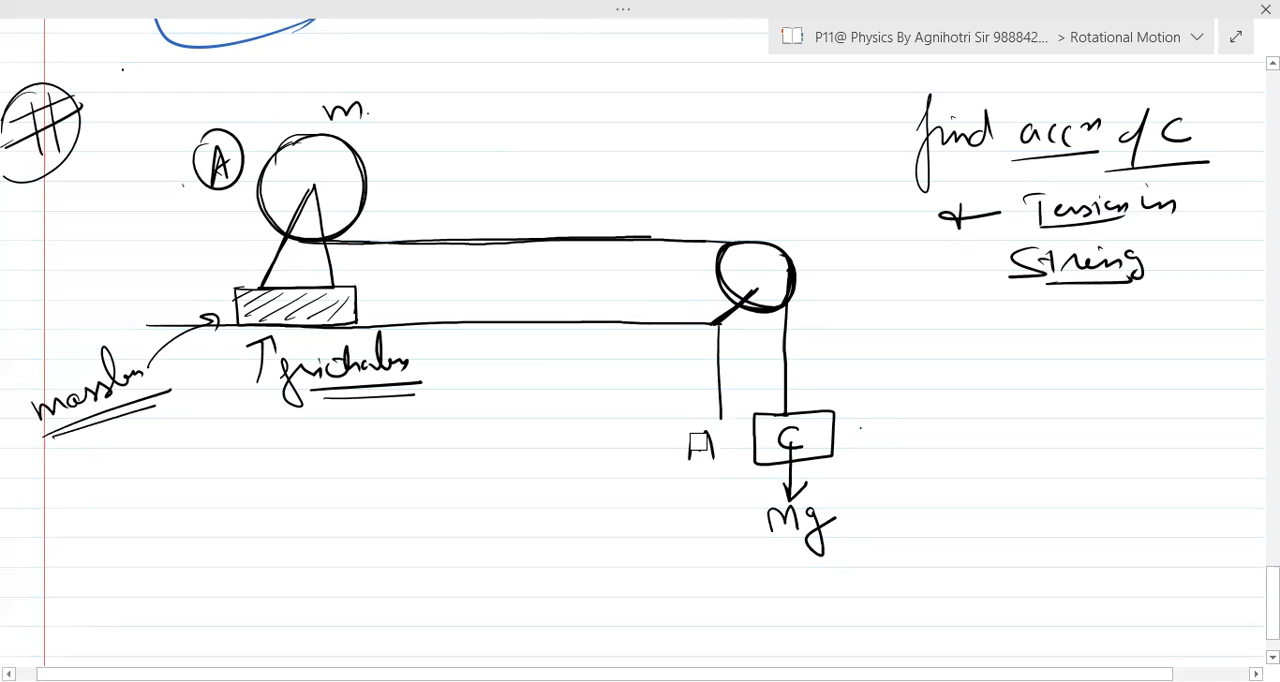 P11@ Physics By Agnihotri Sir 988842... > Rotational Motion
#
m.
A
find accⁿ of C
& Tension in
String
massless
frictionless
A
C
Mg